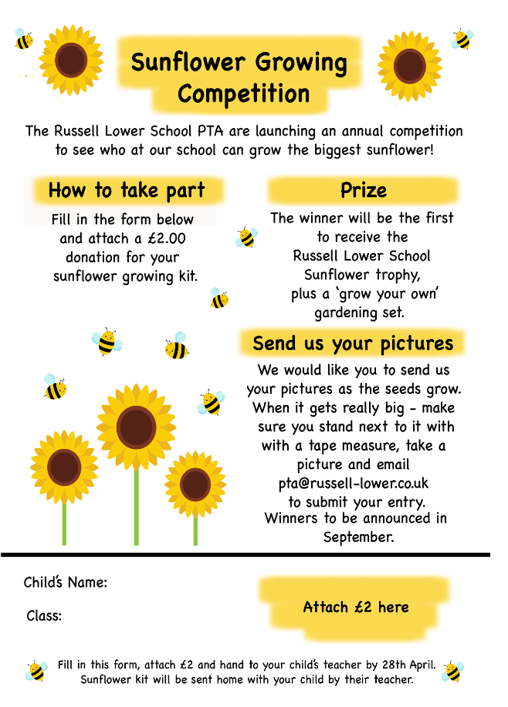 Sunflower Growing
Competition
The Russell Lower School PTA are launching an annual competition
to see who at our school can grow the biggest sunflower!
How to take part
Fill in the form below
and attach a £2.00
donation for your
sunflower growing kit.
Prize
The winner will be the first
to receive the
Russell Lower School
Sunflower trophy,
plus a 'grow your own'
gardening set.
Send us your pictures
We would like you to send us
your pictures as the seeds grow.
When it gets really big - make
sure you stand next to it with
with a tape measure, take a
picture and email
pta@russell-lower.co.uk
to submit your entry.
Winners to be announced in
September.
Child's Name:
Class:
Attach £2 here
Fill in this form, attach £2 and hand to your child's teacher by 28th April.
Sunflower kit will be sent home with your child by their teacher.